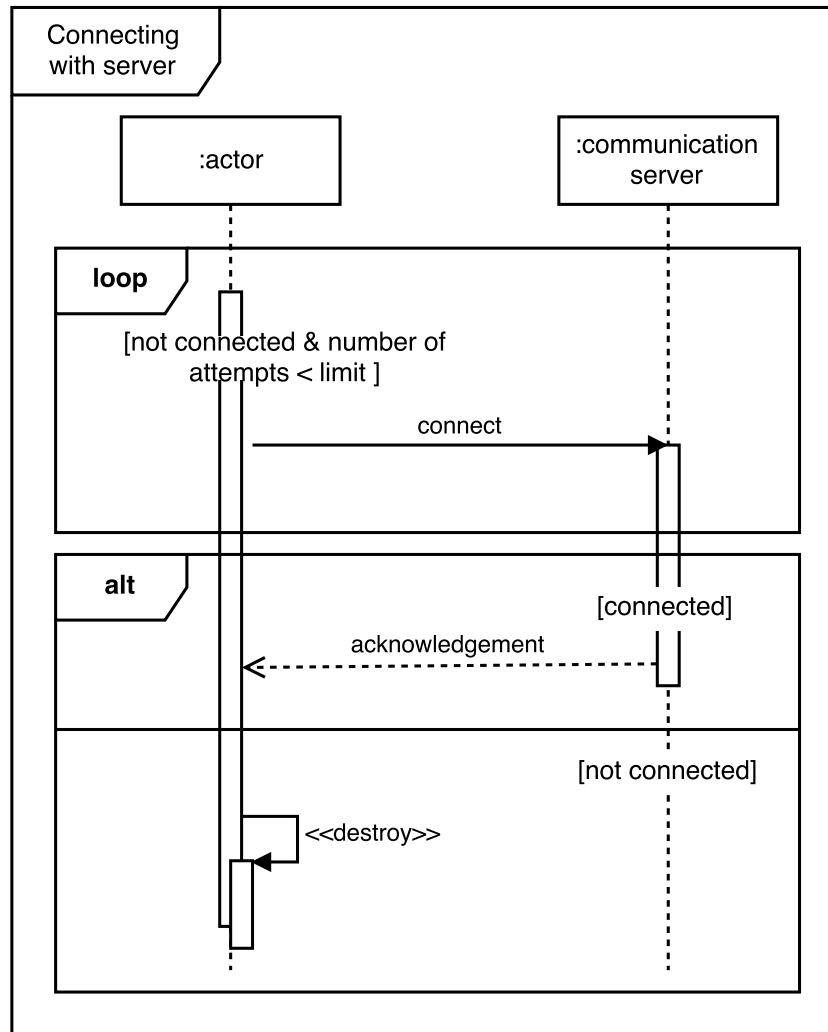 Connecting
with server
:actor
:communication
server
loop
[not connected & number of
attempts < limit ]
connect
alt
[connected]
acknowledgement
[not connected]
<<destroy>>